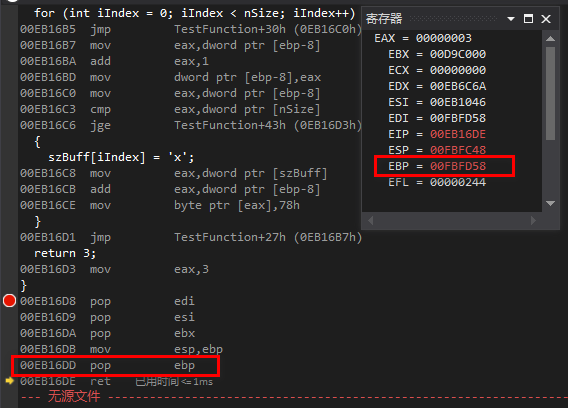 for (int iIndex = 0; iIndex < nSize; iIndex++)
00EB16B5 jmp TestFunction+30h (0EB16C0h)
00EB16B7 mov eax,dword ptr [ebp-8]
00EB16BA add eax,1
00EB16BD mov dword ptr [ebp-8],eax
00EB16C0 mov eax,dword ptr [ebp-8]
00EB16C3 cmp eax,dword ptr [nSize]
00EB16C6 jge TestFunction+43h (0EB16D3h)
{
szBuff[iIndex] = 'x';
00EB16C8 mov eax,dword ptr [szBuff]
00EB16CB add eax,dword ptr [ebp-8]
00EB16CE mov byte ptr [eax],78h
}
00EB16D1 jmp TestFunction+27h (0EB16B7h)
return 3;
00EB16D3 mov eax,3
}
00EB16D8 pop edi
00EB16D9 pop esi
00EB16DA pop ebx
00EB16DB mov esp,ebp
00EB16DD pop ebp
00EB16DE ret 已用时间<=1ms
--- 无源文件 ---
寄存器
EAX = 00000003
EBX = 00D9C000
ECX = 00000000
EDX = 00EB6C6A
ESI = 00EB1046
EDI = 00FBFD58
EIP = 00EB16DE
ESP = 00FBFC48
EBP = 00FBFD58
EFL = 00000244